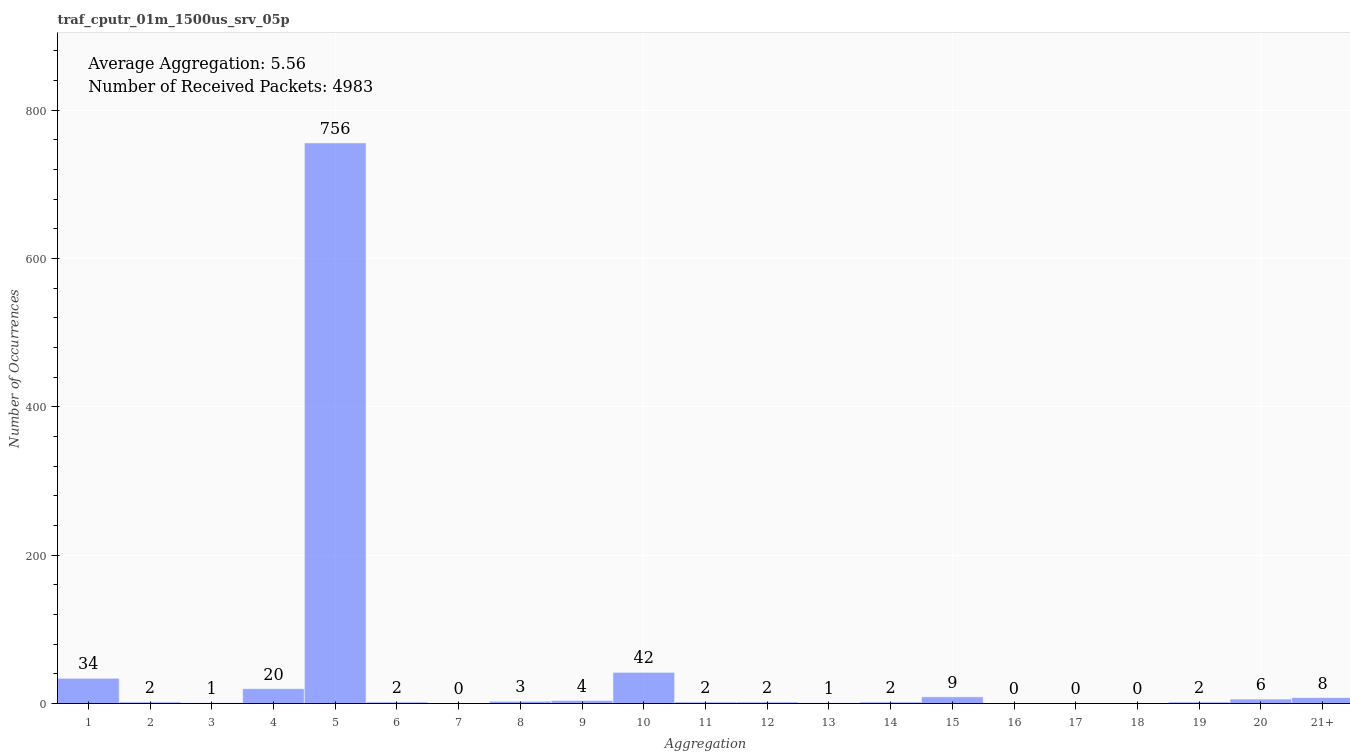 traf_cputr_01m_1500us_srv_05p
Average Aggregation: 5.56
Number of Received Packets: 4983
800
600
400
200
0
Number of Occurrences
34 2 1 20 756 2 0 3 4 42 2 2 1 2 9 0 0 0 2 6 8
1 2 3 4 5 6 7 8 9 10 11 12 13 14 15 16 17 18 19 20 21+
Aggregation